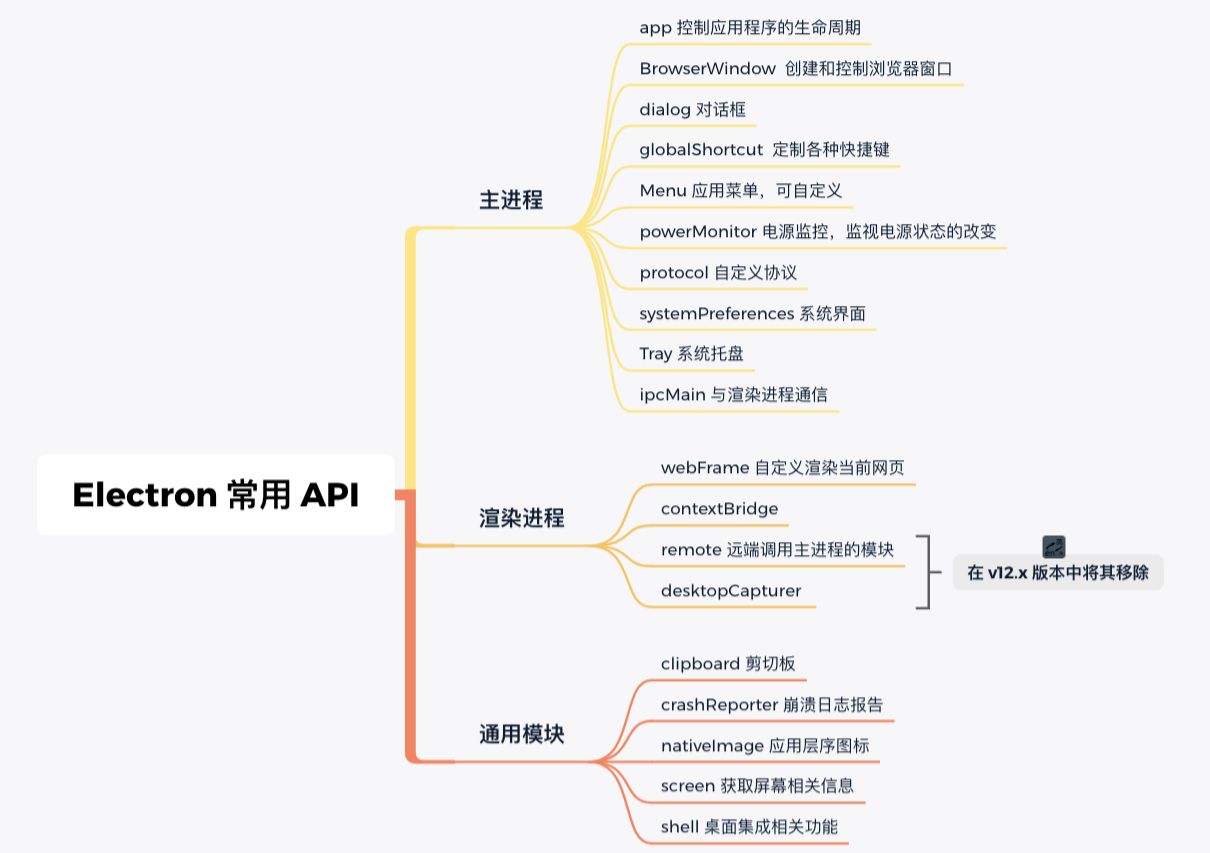 Electron 常用 API
主进程
app 控制应用程序的生命周期
BrowserWindow 创建和控制浏览器窗口
dialog 对话框
globalShortcut 定制各种快捷键
Menu 应用菜单，可自定义
powerMonitor 电源监控，监视电源状态的改变
protocol 自定义协议
systemPreferences 系统界面
Tray 系统托盘
ipcMain 与渲染进程通信
渲染进程
webFrame 自定义渲染当前网页
contextBridge
remote 远端调用主进程的模块
desktopCapturer
在 v12.x 版本中将其移除
通用模块
clipboard 剪切板
crashReporter 崩溃日志报告
nativeImage 应用层序图标
screen 获取屏幕相关信息
shell 桌面集成相关功能